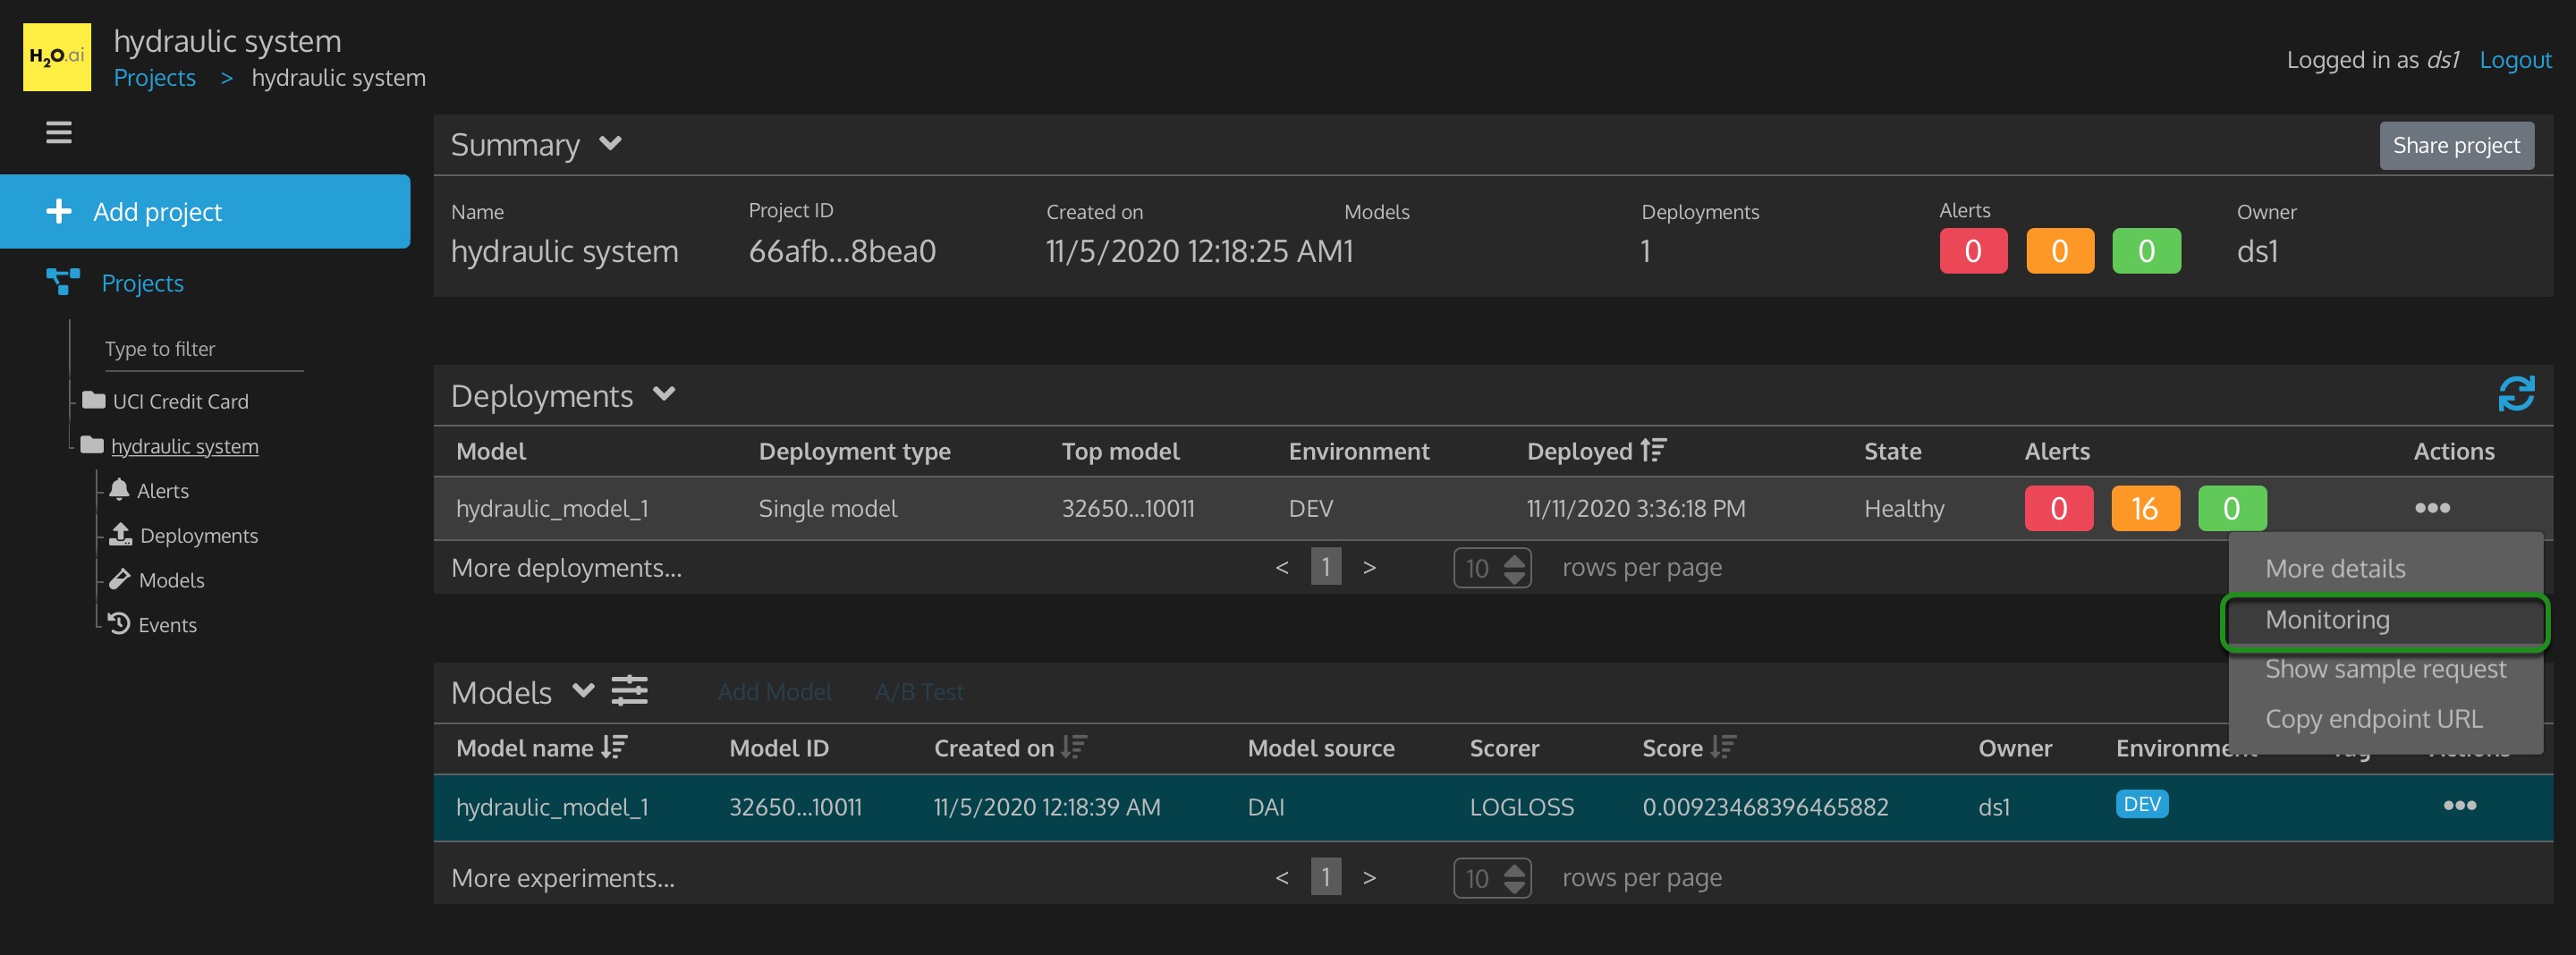 H2O.ai
hydraulic system
Projects > hydraulic system
Logged in as ds1 Logout
Add project
Projects
Type to filter
UCI Credit Card
hydraulic system
Alerts
Deployments
Models
Events
Summary
Share project
Name Project ID Created on Models Deployments Alerts Owner
hydraulic system 66afb...8bea0 11/5/2020 12:18:25 AM1 1 0 0 0 ds1
Deployments
Model Deployment type Top model Environment Deployed State Alerts Actions
hydraulic_model_1 Single model 32650...10011 DEV 11/11/2020 3:36:18 PM Healthy 0 16 0
More deployments... < 1 > 10 rows per page
More details
Monitoring
Show sample request
Copy endpoint URL
Models Add Model A/B Test
Model name Model ID Created on Model source Scorer Score Owner Environment
hydraulic_model_1 32650...10011 11/5/2020 12:18:39 AM DAI LOGLOSS 0.00923468396465882 ds1 DEV
More experiments... < 1 > 10 rows per page